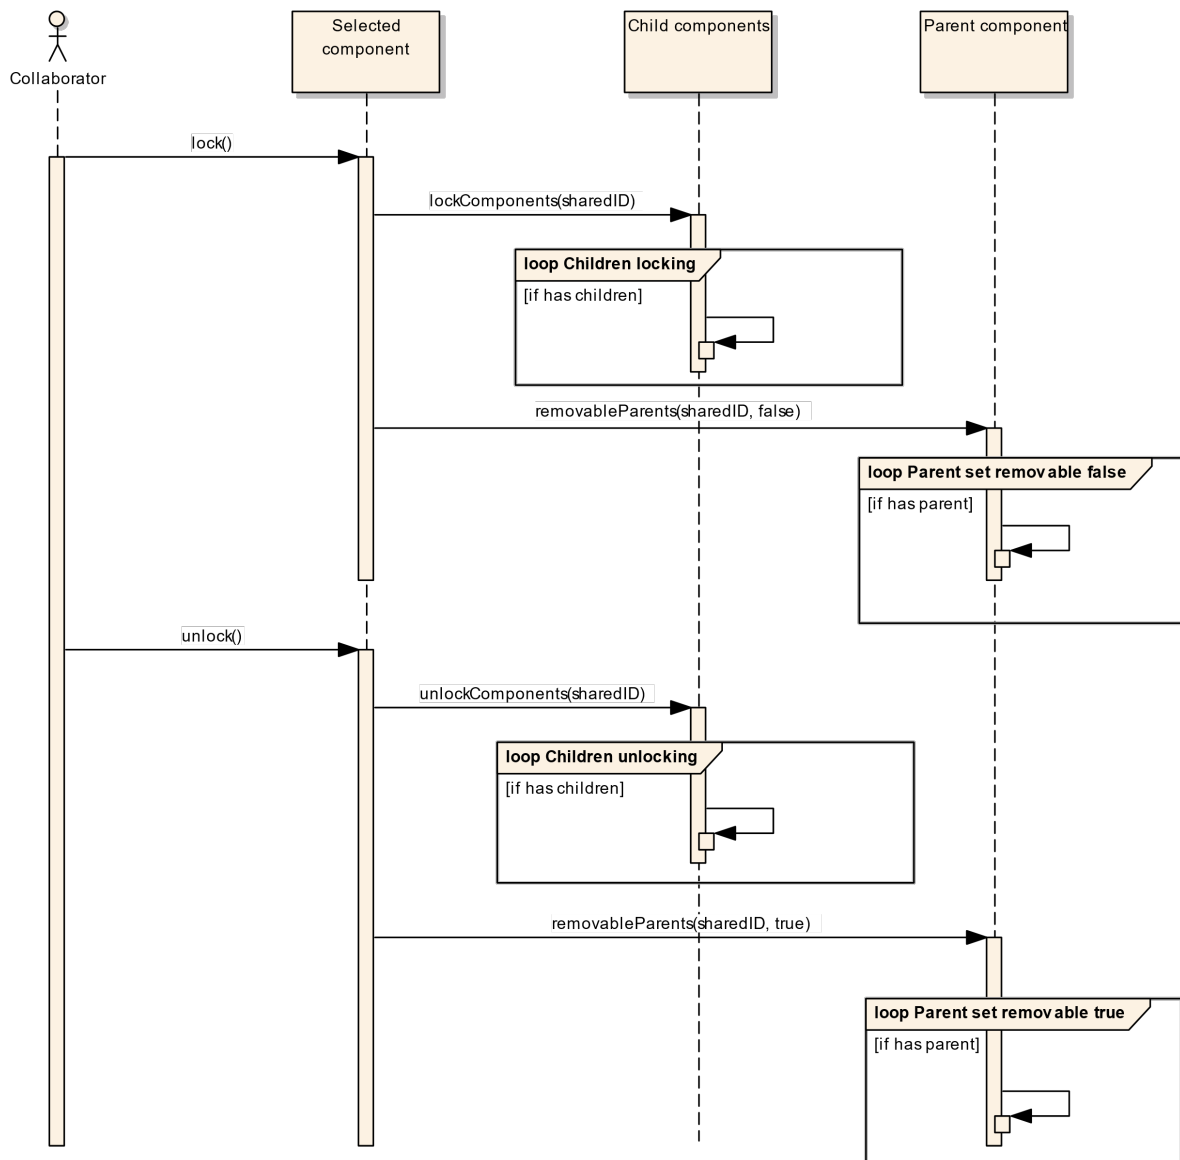 Collaborator
Selected
component
Child components
Parent component
lock()
lockComponents(sharedID)
loop Children locking
[if has children]
removableParents(sharedID, false)
loop Parent set removable false
[if has parent]
unlock()
unlockComponents(sharedID)
loop Children unlocking
[if has children]
removableParents(sharedID, true)
loop Parent set removable true
[if has parent]